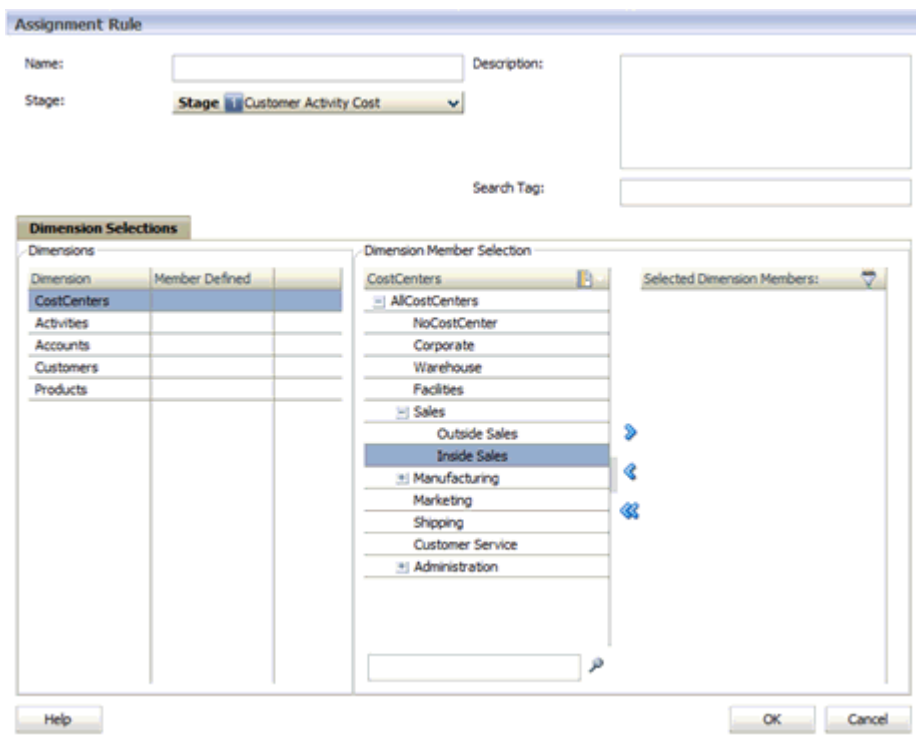 Assignment Rule
Name:
Description:
Stage:
Stage 1 Customer Activity Cost
Search Tag:
Dimension Selections
Dimensions
Dimension Member Defined
CostCenters
Activities
Accounts
Customers
Products
Dimension Member Selection
CostCenters
AllCostCenters
NoCostCenter
Corporate
Warehouse
Facilities
Sales
Outside Sales
Inside Sales
Manufacturing
Marketing
Shipping
Customer Service
Administration
Selected Dimension Members:
Help
OK
Cancel